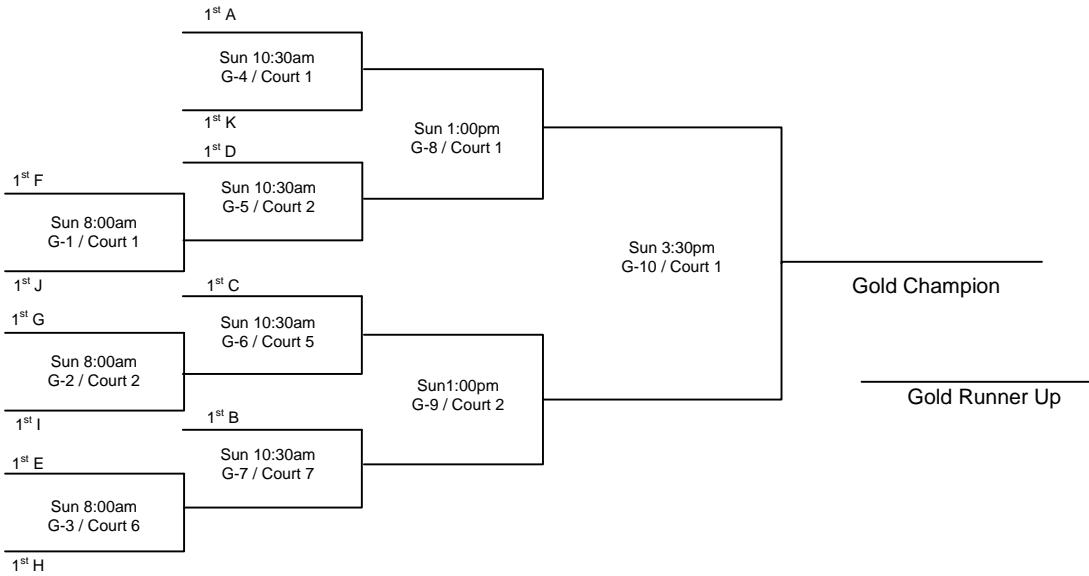 1st A
Sun 10:30am
G-4 / Court 1
1st K
Sun 1:00pm
G-8 / Court 1
1st D
1st F
Sun 10:30am
G-5 / Court 2
Sun 8:00am
G-1 / Court 1
Sun 3:30pm
G-10 / Court 1
1st J
1st C
Gold Champion
1st G
Sun 10:30am
G-6 / Court 5
Sun 8:00am
G-2 / Court 2
Sun1:00pm
G-9 / Court 2
Gold Runner Up
1st I
1st B
Sun 10:30am
G-7 / Court 7
1st E
Sun 8:00am
G-3 / Court 6
1st H